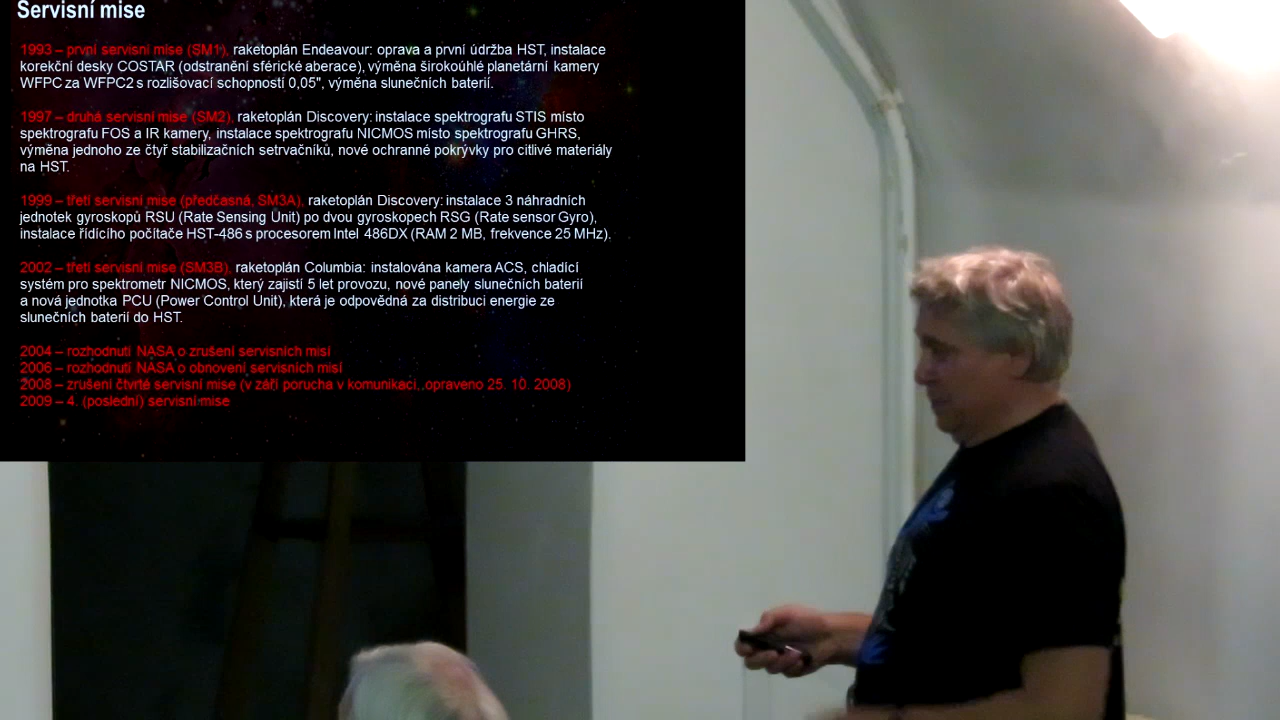 Servisní mise
1993 – první servisní mise (SM1), raketoplán Endeavour: oprava a první údržba HST, instalace
korekční desky COSTAR (odstranění sférické aberace), výměna širokoúhlé planetární kamery
WFPC za WFPC2 s rozlišovací schopností 0,05", výměna slunečních baterií.
1997 – druhá servisní mise (SM2), raketoplán Discovery: instalace spektrografu STIS místo
spektrografu FOS a IR kamery, instalace spektrografu NICMOS místo spektrografu GHRS,
výměna jednoho ze čtyř stabilizačních setrvačníků, nové ochranné pokrývky pro citlivé materiály
na HST.
1999 – třetí servisní mise (předčasná, SM3A), raketoplán Discovery: instalace 3 náhradních
jednotek gyroskopů RSU (Rate Sensing Unit) po dvou gyroskopech RSG (Rate sensor Gyro),
instalace řídícího počítače HST-486 s procesorem Intel 486DX (RAM 2 MB, frekvence 25 MHz).
2002 – třetí servisní mise (SM3B), raketoplán Columbia: instalována kamera ACS, chladící
systém pro spektrometr NICMOS, který zajistí 5 let provozu, nové panely slunečních baterií
a nová jednotka PCU (Power Control Unit), která je odpovědná za distribuci energie ze
slunečních baterií do HST.
2004 – rozhodnutí NASA o zrušení servisních misí
2006 – rozhodnutí NASA o obnovení servisních misí
2008 – zrušení čtvrté servisní mise (v září porucha v komunikaci, opraveno 25. 10. 2008)
2009 – 4. (poslední) servisní mise